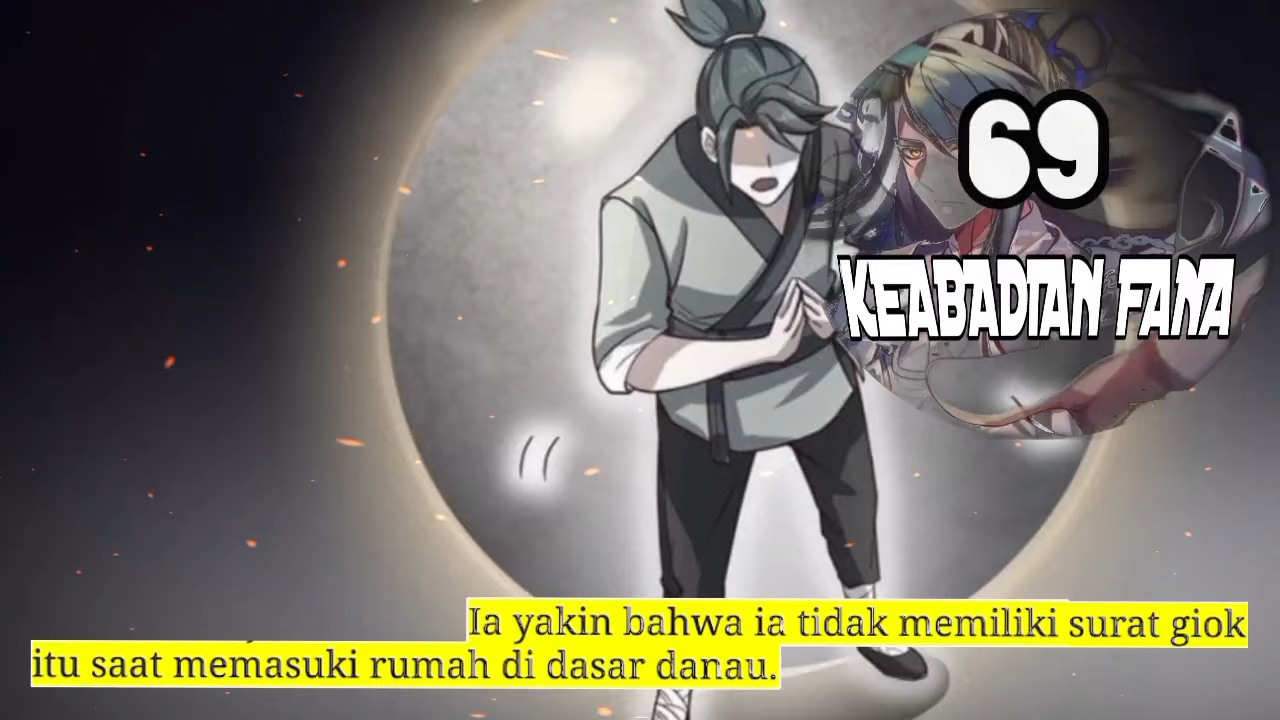 69
KEABADIAN FANA
Ia yakin bahwa ia tidak memiliki surat giok
itu saat memasuki rumah di dasar danau.